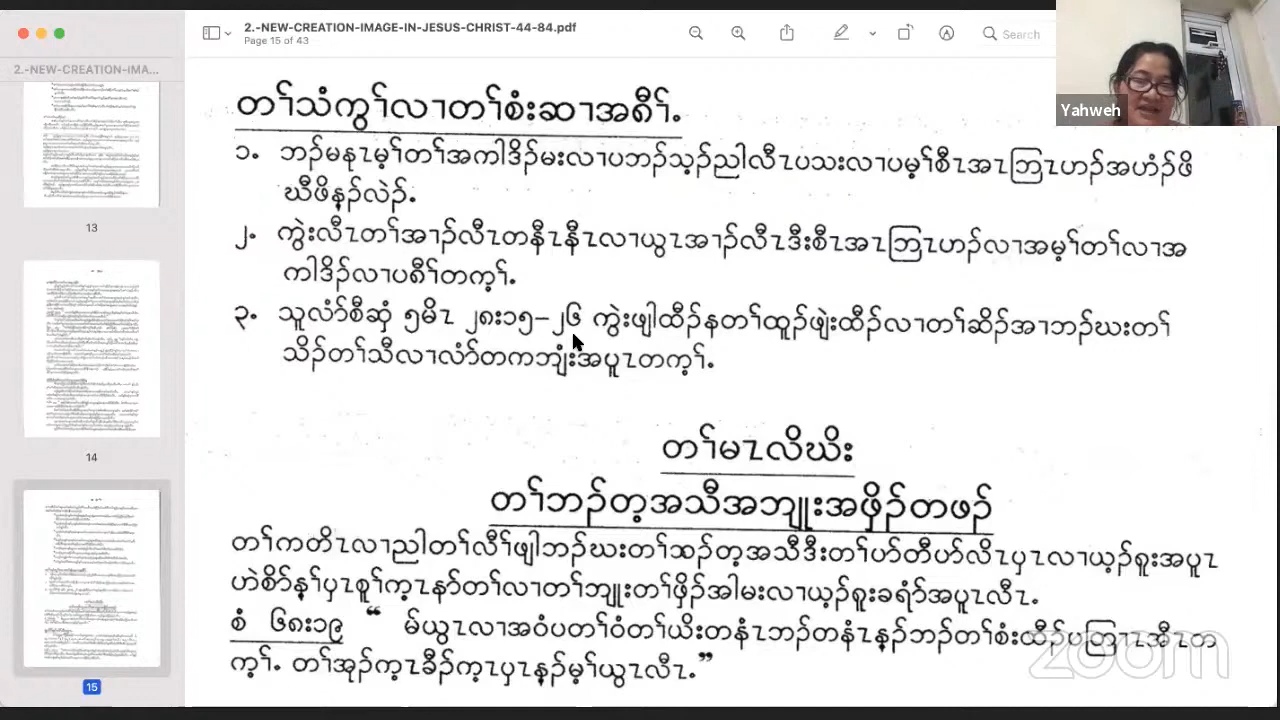 2.-NEW-CREATION-IMAGE-IN-JESUS-CHRIST-44-84.pdf
Page 15 of 43
Search
2.-NEW-CREATION-IMA...
13
14
15
Yahweh
တၢ်သံကွၢ်လၢတၢ်စံးဆၢအဂီၢ်.
၁. ဘၣ်မနုၤမ့ၢ်တၢ်အကါဒိၣ်မးလၢပဘၣ်သ့ၣ်ညါလီၤပသးလၢပမ့ၢ်စီၤအၤဘြၤဟၣ်အဟံၣ်ဖိ
ဃီဖိန့ၣ်လဲၣ်.
၂. ကွဲးလီၤတၢ်အၢၣ်လီၤတနီၤနီၤလၢယွၤအၢၣ်လီၤဒီးစီၤအၤဘြၤဟၣ်လၢအမ့ၢ်တၢ်လၢအ
ကါဒိၣ်လၢပဂီၢ်တက့ၢ်.
၃. သူလံာ်စီဆှံ ၅မိၤ ၂၈း၁၅–၂၆ ကွဲးဖျါထီၣ်နတၢ်ထူၣ်ဖျဲးထီၣ်လၢတၢ်ဆိၣ်အၢဘၣ်ဃးတၢ်
သိၣ်တၢ်သီလၢလံာ်တကဘျံးအပူၤတက့ၢ်.
တၢ်မၤလိဃိး
တၢ်ဘၣ်တ့အသီအဘျုးအဖှိၣ်တဖၣ်
တၢ်ကတိၤလၢညါတၢ်လီၢ်ဖျါဘၣ်ဃးတၢ်ဆၣ်တ့အသီဒီးတၢ်ဟ်တီဟ်လိၤပှၤလၢယ့ၣ်ရူးအပူၤ
ဟဲစိာ်န့ၢ်ပှၤစူၢ်က့ၤနာ်တၢ်လၢတၢ်ဘျုးတၢ်ဖှိၣ်အါမးလၢယ့ၣ်ရူးခရံာ်အပူၤလီၤ.
စံ ၆၈း၁၉ “ မ်ယွၤလၢအဝံပတၢ်ဝံတၢ်ယိးတနံၤဘၣ်တနံၤန့ၣ်ဘၣ်တၢ်စံးထီၣ်ပတြၢၤအီၤတ
က့ၢ်. တၢ်အုၣ်က့ၤခီၣ်က့ၤပှၤန့ၣ်မ့ၢ်ယွၤလီၤ.”
zoom